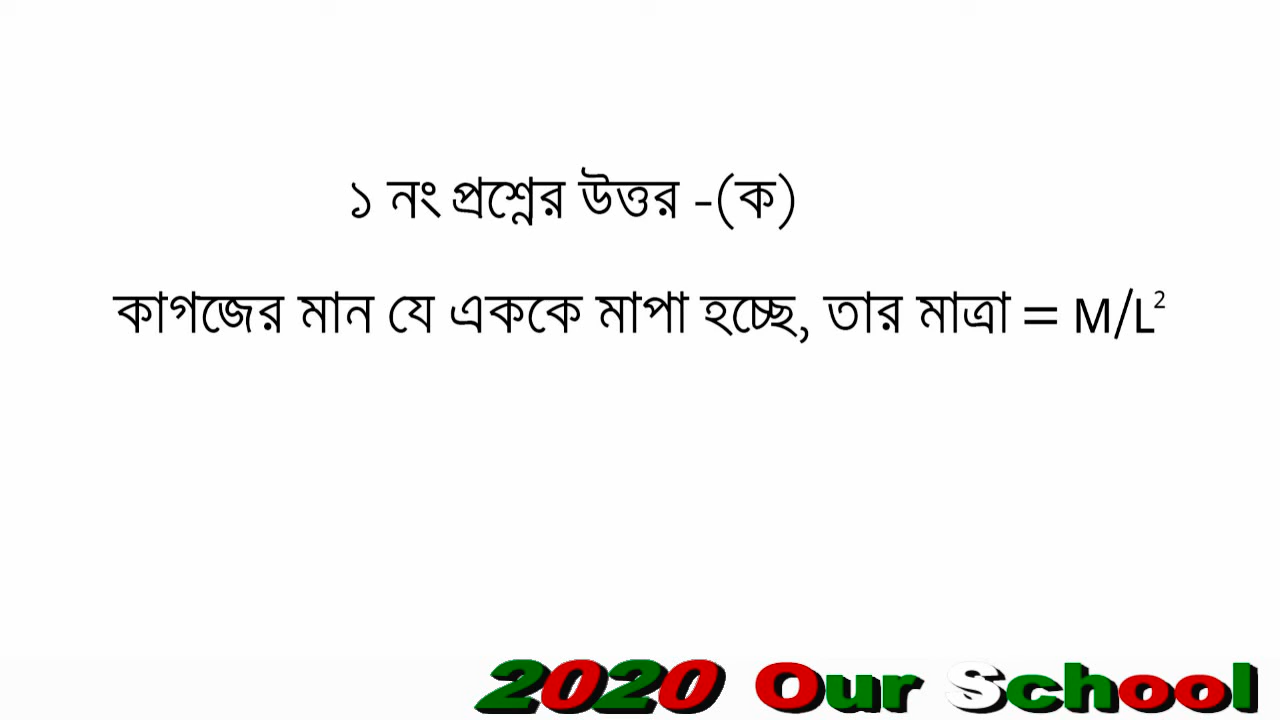 ১ নং প্রশ্নের উত্তর -(ক)
কাগজের মান যে এককে মাপা হচ্ছে, তার মাত্রা = M/L²
2020 Our School